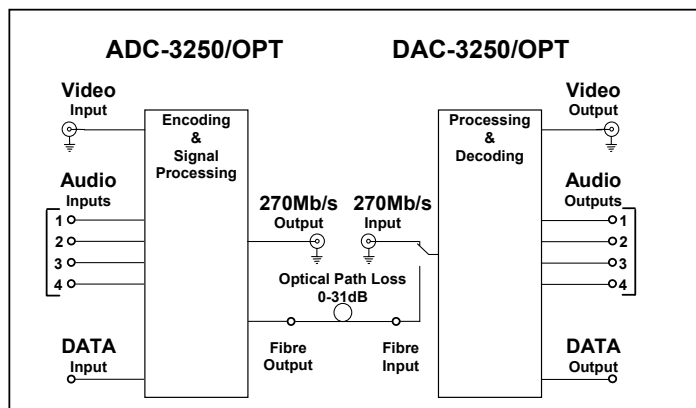 ADC-3250/OPT
DAC-3250/OPT
Video
Input
Encoding
&
Signal
Processing
Audio
Inputs
1
2
3
4
DATA
Input
270Mb/s
Output
270Mb/s
Input
Optical Path Loss
0-31dB
Fibre
Output
Fibre
Input
Processing
&
Decoding
Video
Output
Audio
Outputs
1
2
3
4
DATA
Output